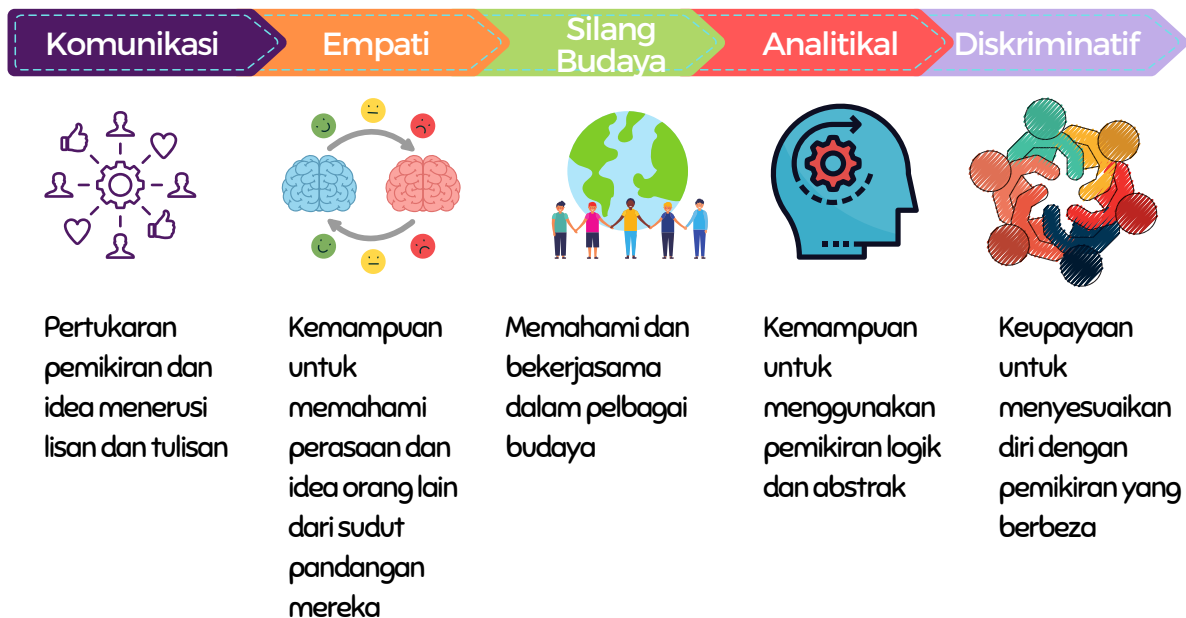 Komunikasi
Empati
Silang
Budaya
Analitikal
Diskriminatif
Pertukaran
pemikiran dan
idea menerusi
lisan dan tulisan
Kemampuan
untuk
memahami
perasaan dan
idea orang lain
dari sudut
pandangan
mereka
Memahami dan
bekerjasama
dalam pelbagai
budaya
Kemampuan
untuk
menggunakan
pemikiran logik
dan abstrak
Keupayaan
untuk
menyesuaikan
diri dengan
pemikiran yang
berbeza